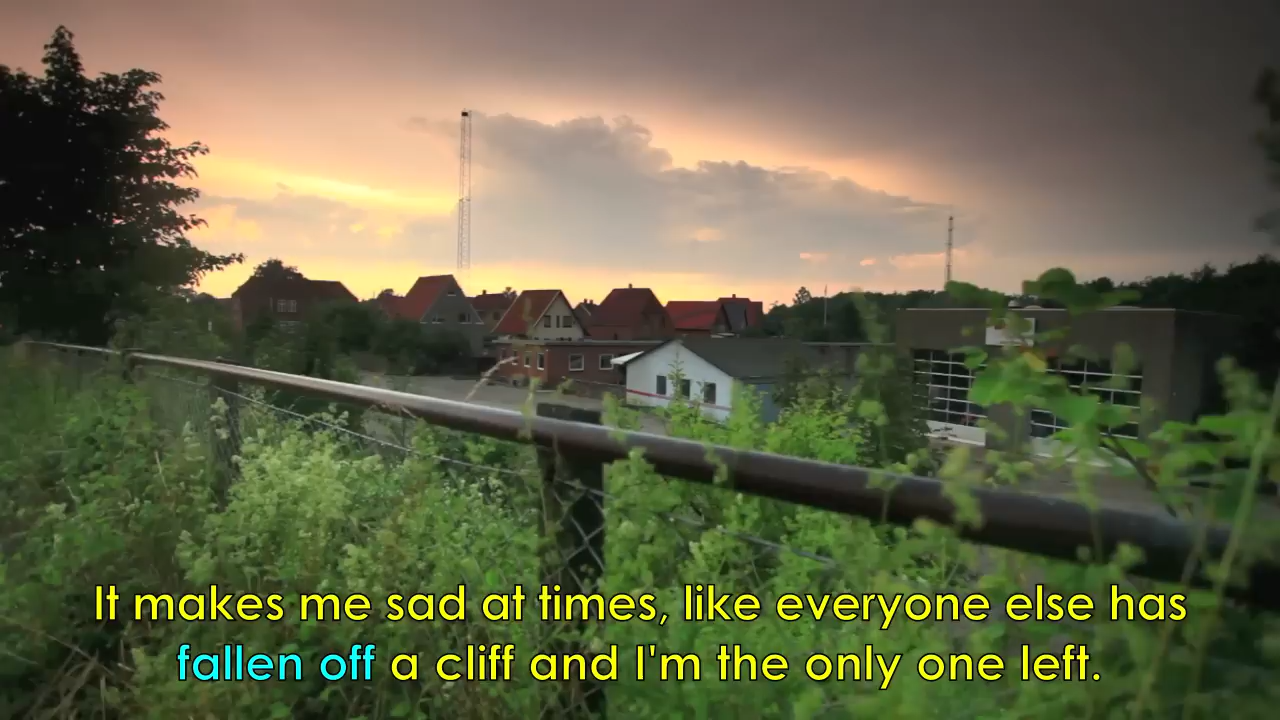 It makes me sad at times, like everyone else has
fallen off a cliff and I'm the only one left.